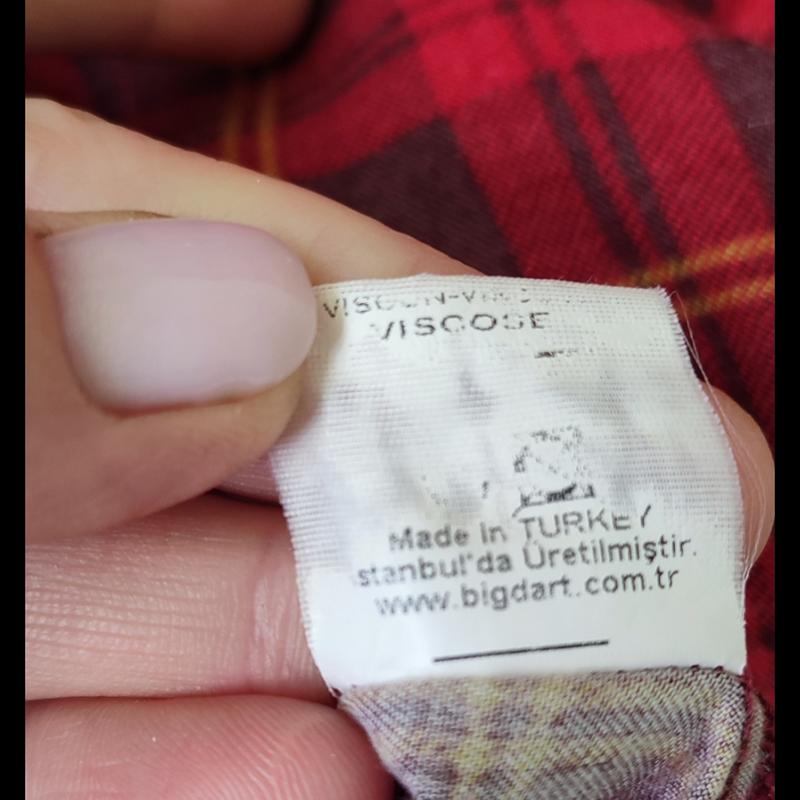 VISCOSE
Made In TURKEY
stanbul'da Üretilmiştir.
www.bigdart.com.tr